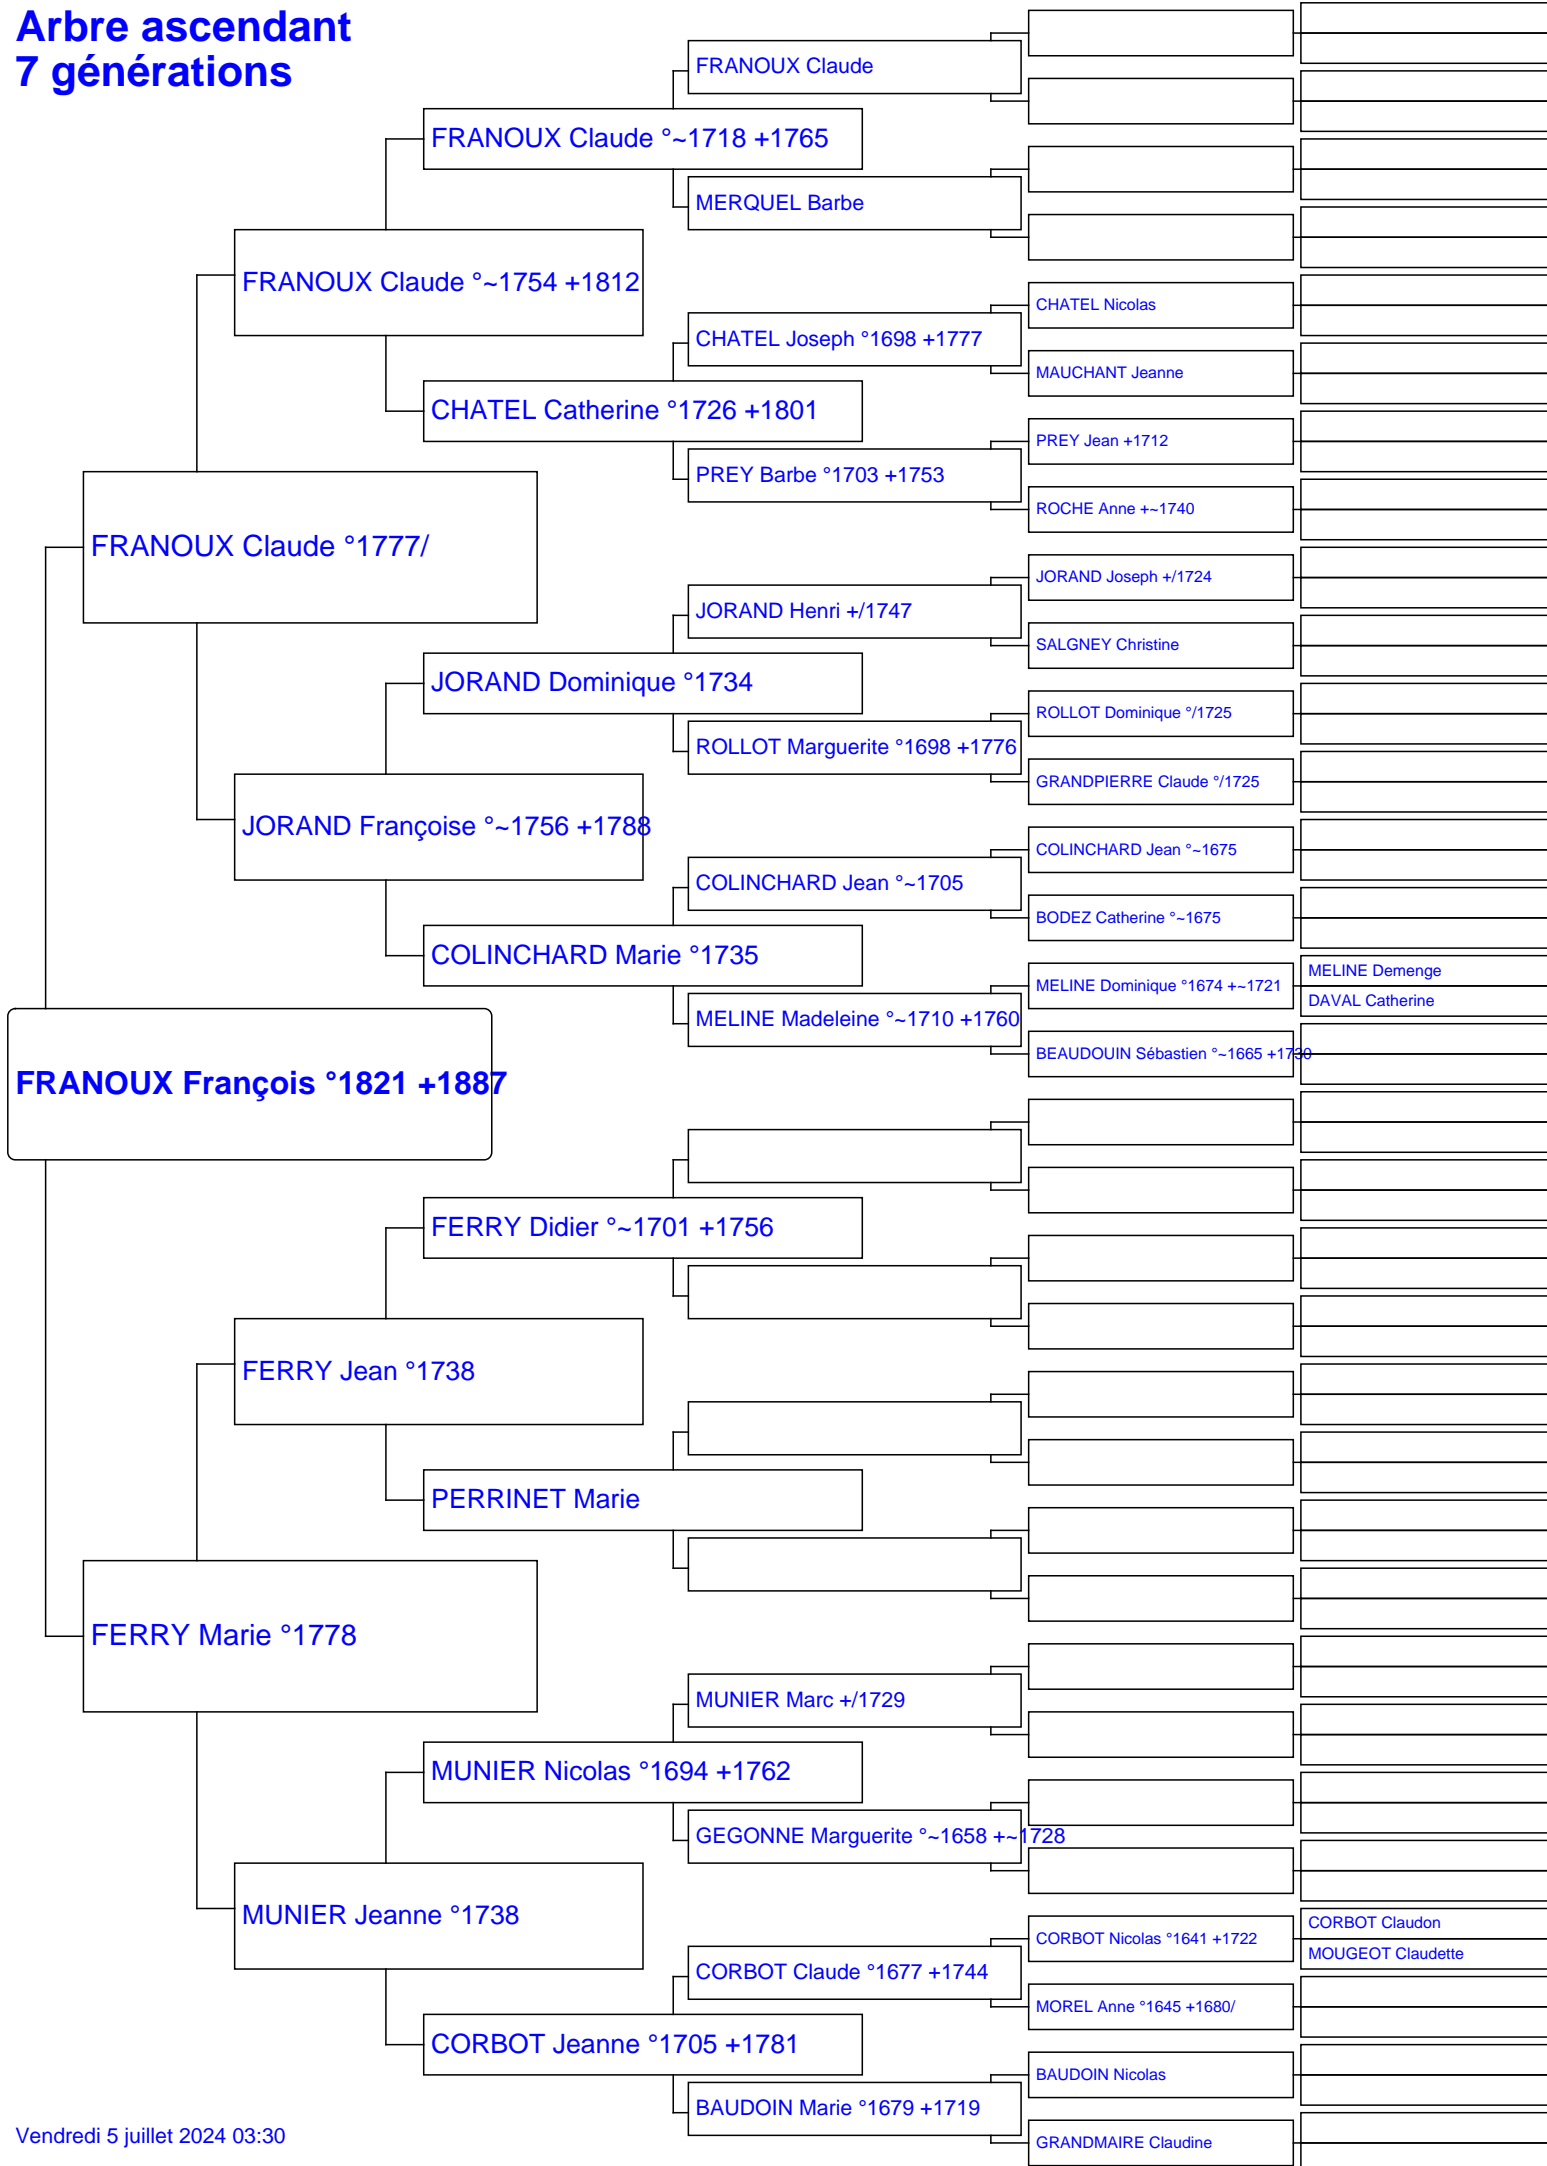 Arbre ascendant
7 générations
FRANOUX Claude
FRANOUX Claude °~1718 +1765
MERQUEL Barbe
FRANOUX Claude °~1754 +1812
CHATEL Nicolas
CHATEL Joseph °1698 +1777
MAUCHANT Jeanne
CHATEL Catherine °1726 +1801
PREY Jean +1712
PREY Barbe °1703 +1753
ROCHE Anne +~1740
FRANOUX Claude °1777/
JORAND Joseph +/1724
JORAND Henri +/1747
SALGNEY Christine
JORAND Dominique °1734
ROLLOT Dominique °/1725
ROLLOT Marguerite °1698 +1776
GRANDPIERRE Claude °/1725
JORAND Françoise °~1756 +1788
COLINCHARD Jean °~1675
COLINCHARD Jean °~1705
BODEZ Catherine °~1675
COLINCHARD Marie °1735
MELINE Demenge
MELINE Dominique °1674 +~1721
DAVAL Catherine
MELINE Madeleine °~1710 +1760
BEAUDOUIN Sébastien °~1665 +1730
FRANOUX François °1821 +1887
FERRY Didier °~1701 +1756
FERRY Jean °1738
PERRINET Marie
FERRY Marie °1778
MUNIER Marc +/1729
MUNIER Nicolas °1694 +1762
GEGONNE Marguerite °~1658 +~1728
MUNIER Jeanne °1738
CORBOT Claudon
CORBOT Nicolas °1641 +1722
MOUGEOT Claudette
CORBOT Claude °1677 +1744
MOREL Anne °1645 +1680/
CORBOT Jeanne °1705 +1781
BAUDOIN Nicolas
BAUDOIN Marie °1679 +1719
GRANDMAIRE Claudine
Vendredi 5 juillet 2024 03:30